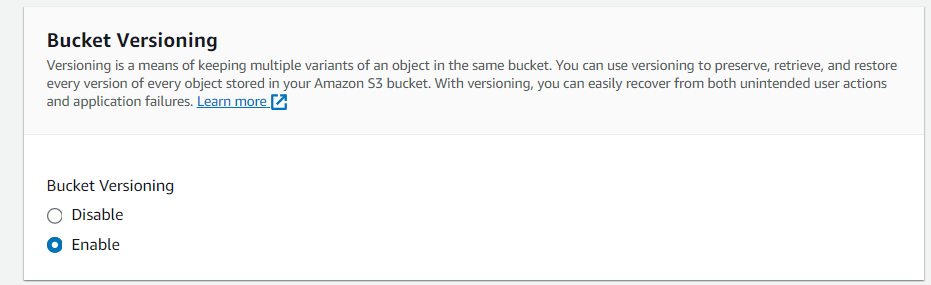 Bucket Versioning
Versioning is a means of keeping multiple variants of an object in the same bucket. You can use versioning to preserve, retrieve, and restore
every version of every object stored in your Amazon S3 bucket. With versioning, you can easily recover from both unintended user actions
and application failures. Learn more
Bucket Versioning
Disable
Enable